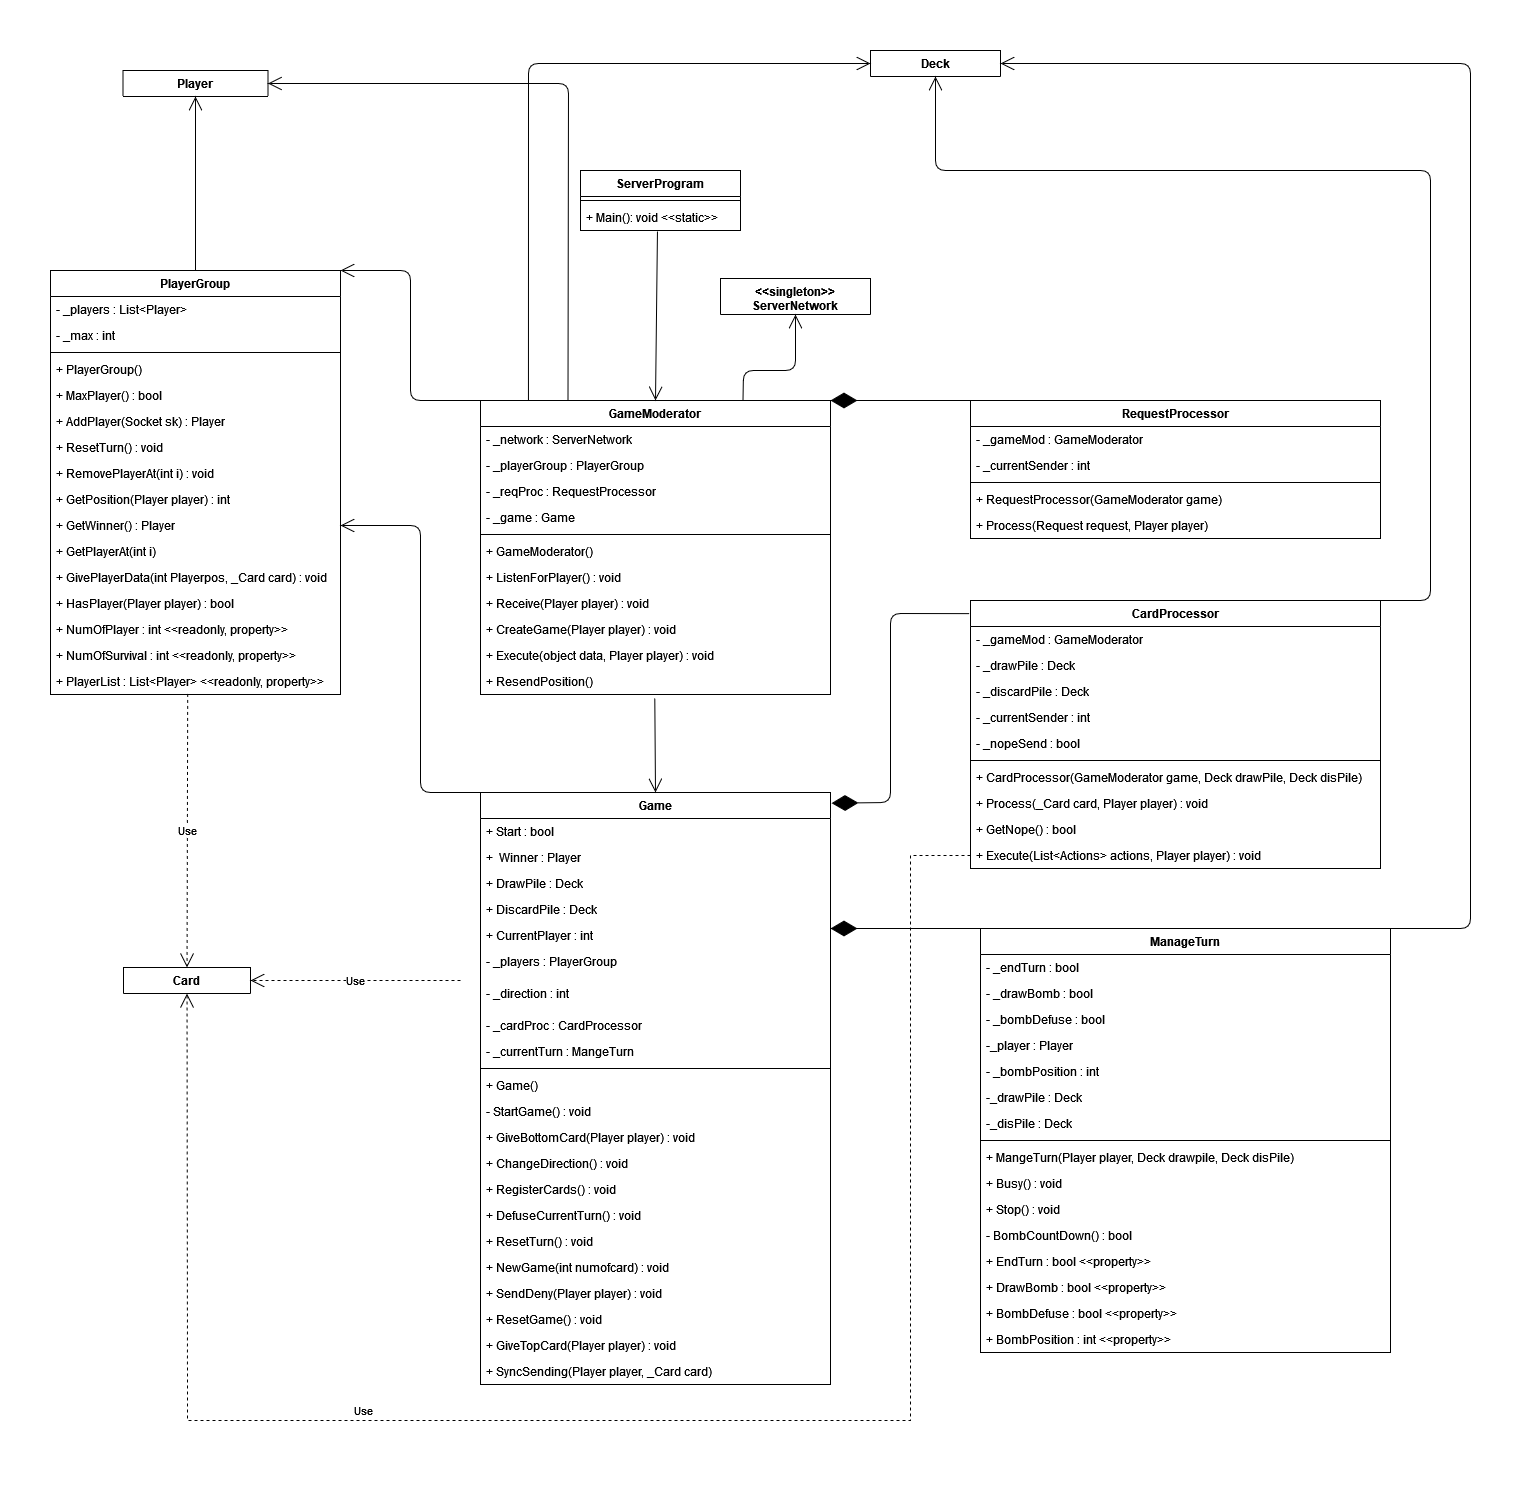 Deck
Player
ServerProgram
+ Main(): void <<static>>
<<singleton>>
ServerNetwork
PlayerGroup
- _players : List<Player>
- _max : int
+ PlayerGroup()
+ MaxPlayer() : bool
+ AddPlayer(Socket sk) : Player
+ ResetTurn() : void
+ RemovePlayerAt(int i) : void
+ GetPosition(Player player) : int
+ GetWinner() : Player
+ GetPlayerAt(int i)
+ GivePlayerData(int Playerpos, _Card card) : void
+ HasPlayer(Player player) : bool
+ NumOfPlayer : int <<readonly, property>>
+ NumOfSurvival : int <<readonly, property>>
+ PlayerList : List<Player> <<readonly, property>>
GameModerator
- _network : ServerNetwork
- _playerGroup : PlayerGroup
- _reqProc : RequestProcessor
- _game : Game
+ GameModerator()
+ ListenForPlayer() : void
+ Receive(Player player) : void
+ CreateGame(Player player) : void
+ Execute(object data, Player player) : void
+ ResendPosition()
RequestProcessor
- _gameMod : GameModerator
- _currentSender : int
+ RequestProcessor(GameModerator game)
+ Process(Request request, Player player)
CardProcessor
- _gameMod : GameModerator
- _drawPile : Deck
- _discardPile : Deck
- _currentSender : int
- _nopeSend : bool
+ CardProcessor(GameModerator game, Deck drawPile, Deck disPile)
+ Process(_Card card, Player player) : void
+ GetNope() : bool
+ Execute(List<Actions> actions, Player player) : void
Use
Card
Use
Game
+ Start : bool
+  Winner : Player
+ DrawPile : Deck
+ DiscardPile : Deck
+ CurrentPlayer : int
- _players : PlayerGroup
- _direction : int
- _cardProc : CardProcessor
- _currentTurn : MangeTurn
+ Game()
- StartGame() : void
+ GiveBottomCard(Player player) : void
+ ChangeDirection() : void
+ RegisterCards() : void
+ DefuseCurrentTurn() : void
+ ResetTurn() : void
+ NewGame(int numofcard) : void
+ SendDeny(Player player) : void
+ ResetGame() : void
+ GiveTopCard(Player player) : void
+ SyncSending(Player player, _Card card)
ManageTurn
- _endTurn : bool
- _drawBomb : bool
- _bombDefuse : bool
-_player : Player
- _bombPosition : int
-_drawPile : Deck
-_disPile : Deck
+ MangeTurn(Player player, Deck drawpile, Deck disPile)
+ Busy() : void
+ Stop() : void
- BombCountDown() : bool
+ EndTurn : bool <<property>>
+ DrawBomb : bool <<property>>
+ BombDefuse : bool <<property>>
+ BombPosition : int <<property>>
Use